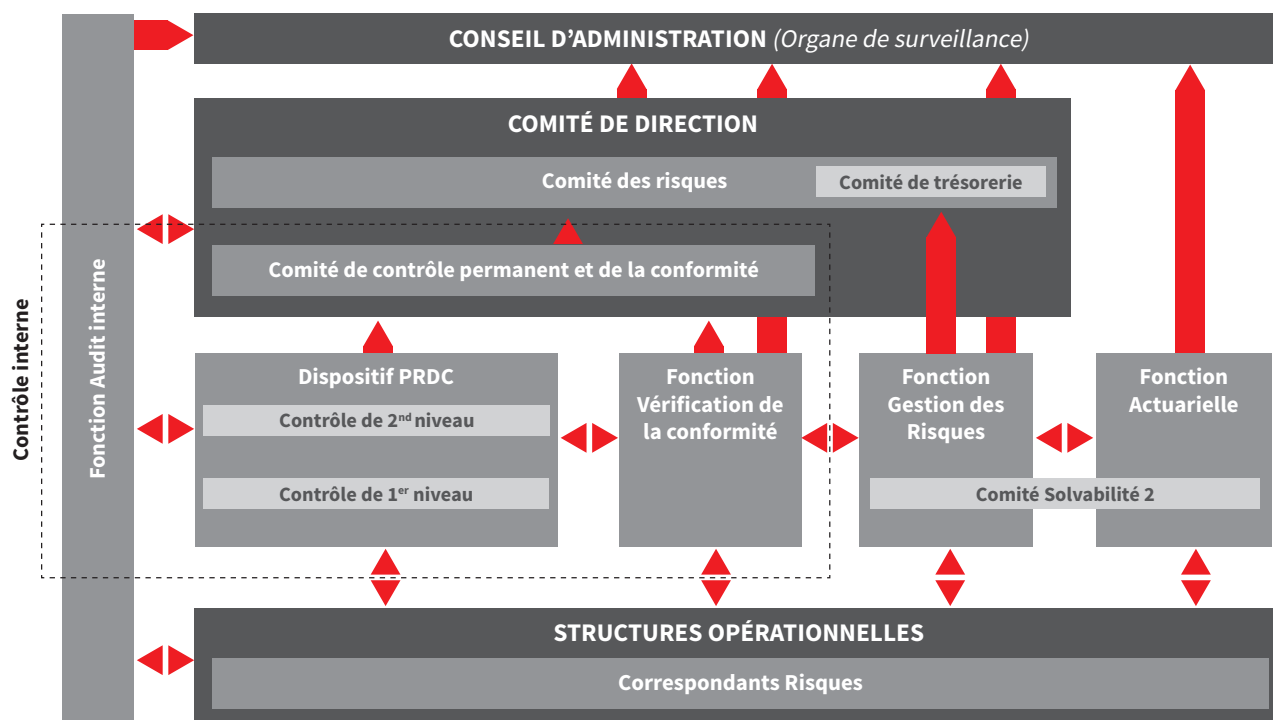 CONSEIL D’ADMINISTRATION (Organe de surveillance)
COMITÉ DE DIRECTION
Comité des risques
Comité de trésorerie
Comité de contrôle permanent et de la conformité
Contrôle interne
Fonction Audit interne
Dispositif PRDC
Contrôle de 2nd niveau
Contrôle de 1er niveau
Fonction
Vérification de
la conformité
Fonction
Gestion des
Risques
Fonction
Actuarielle
Comité Solvabilité 2
STRUCTURES OPÉRATIONNELLES
Correspondants Risques